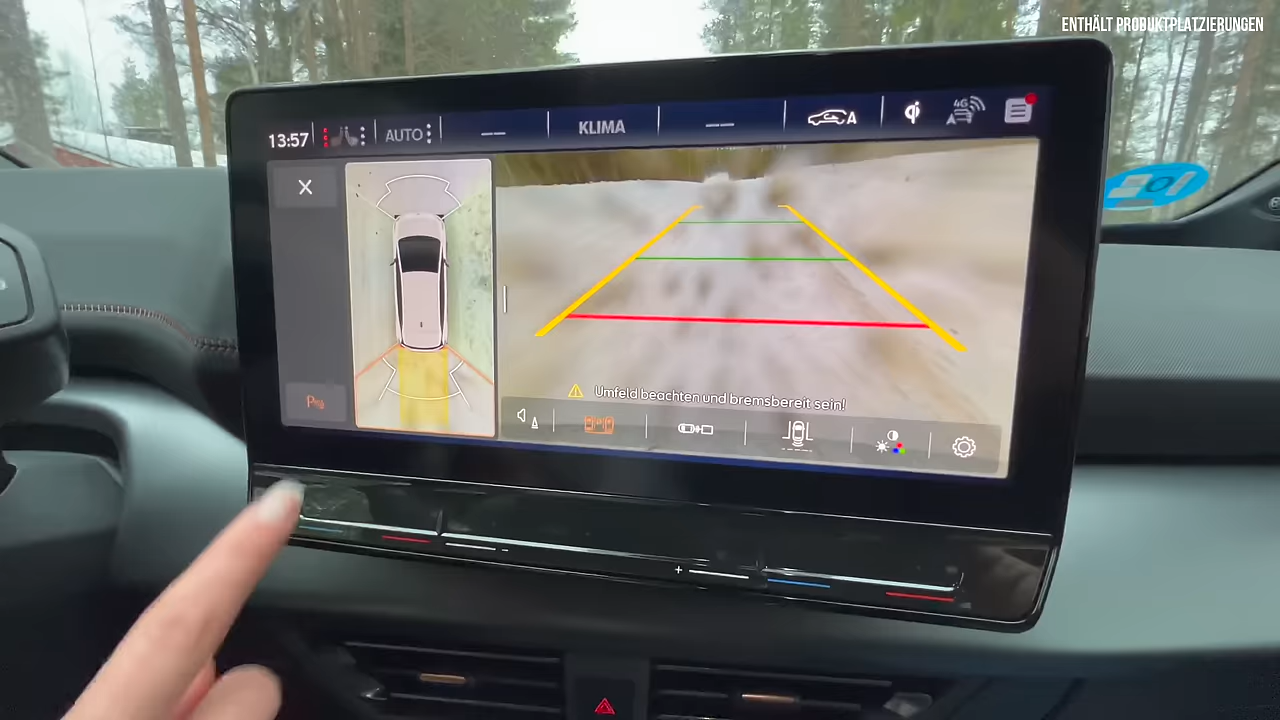 ENTHÄLT PRODUKTPLATZIERUNGEN
13:57
AUTO
KLIMA
A
4G
Umfeld beachten und bremsbereit sein!